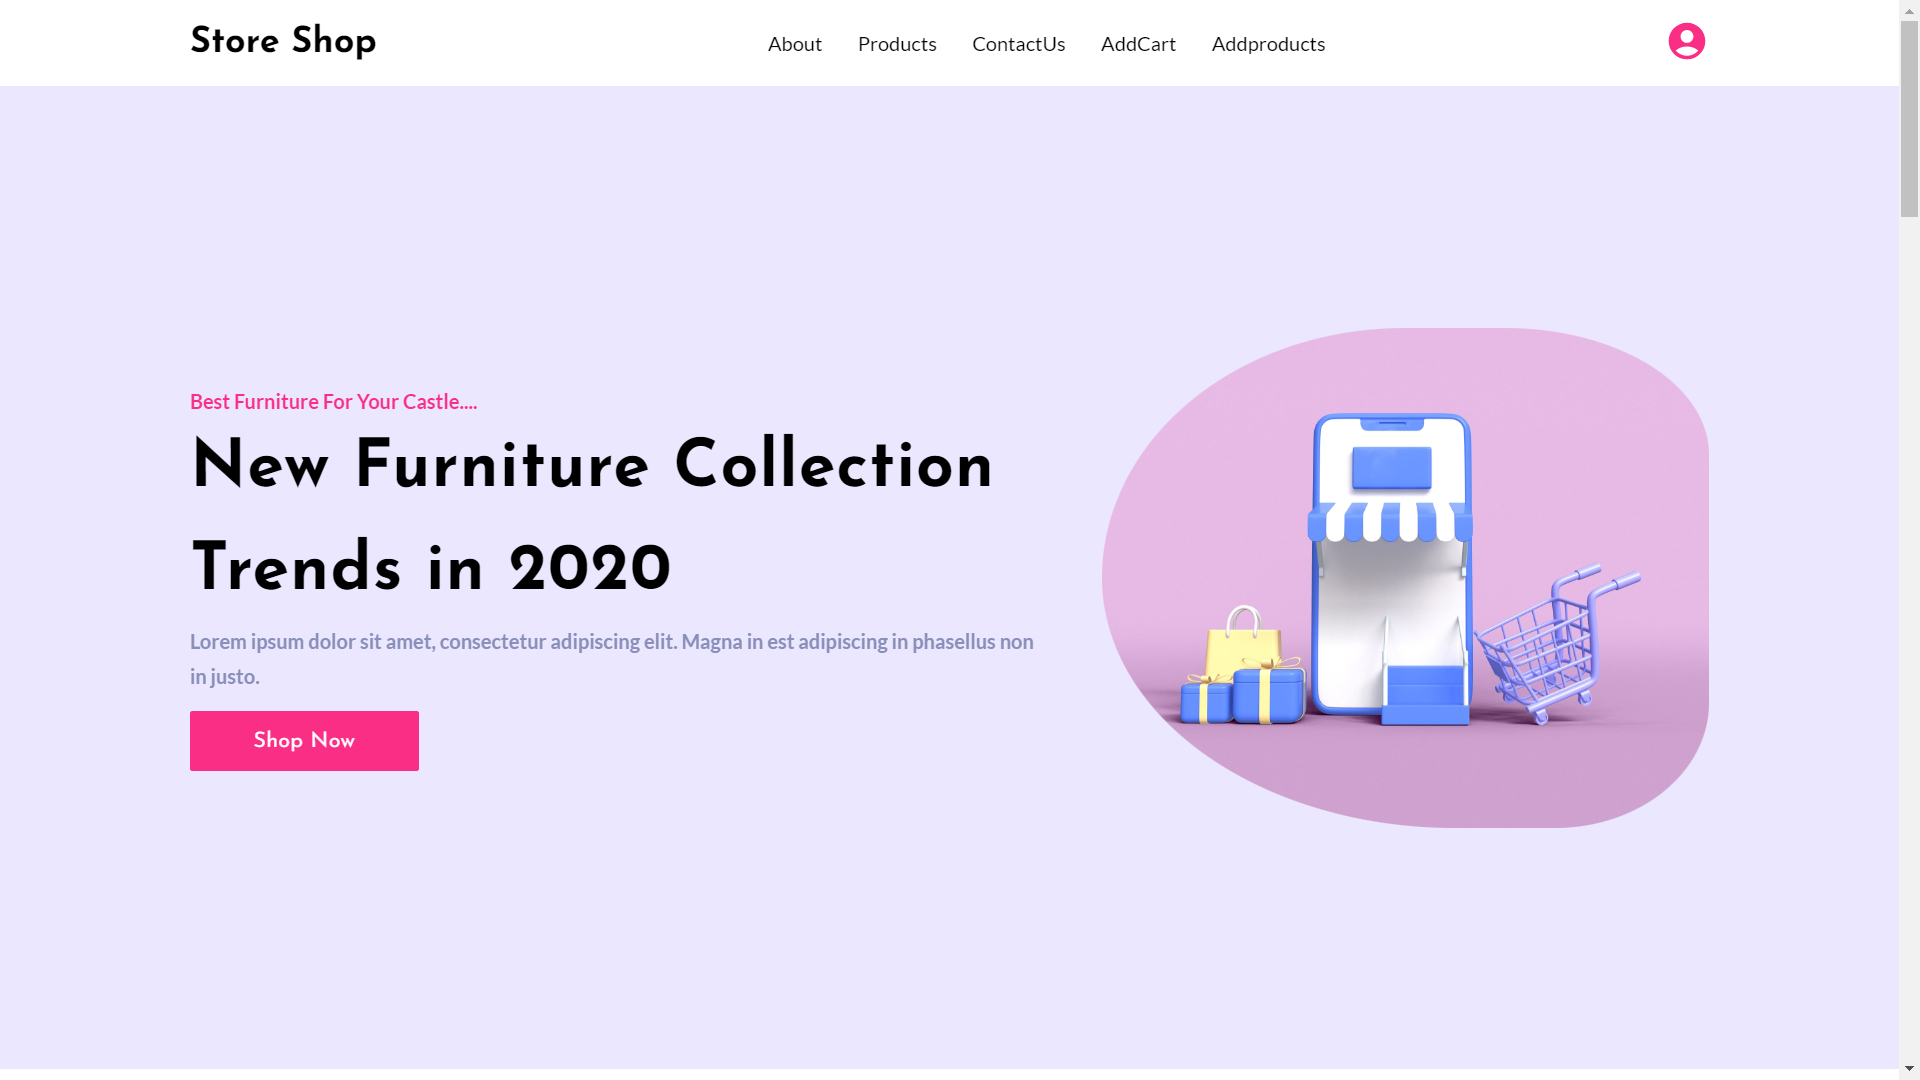 Store Shop
About Products ContactUs AddCart Addproducts
Best Furniture For Your Castle....
New Furniture Collection
Trends in 2020
Lorem ipsum dolor sit amet, consectetur adipiscing elit. Magna in est adipiscing in phasellus non
in justo.
Shop Now